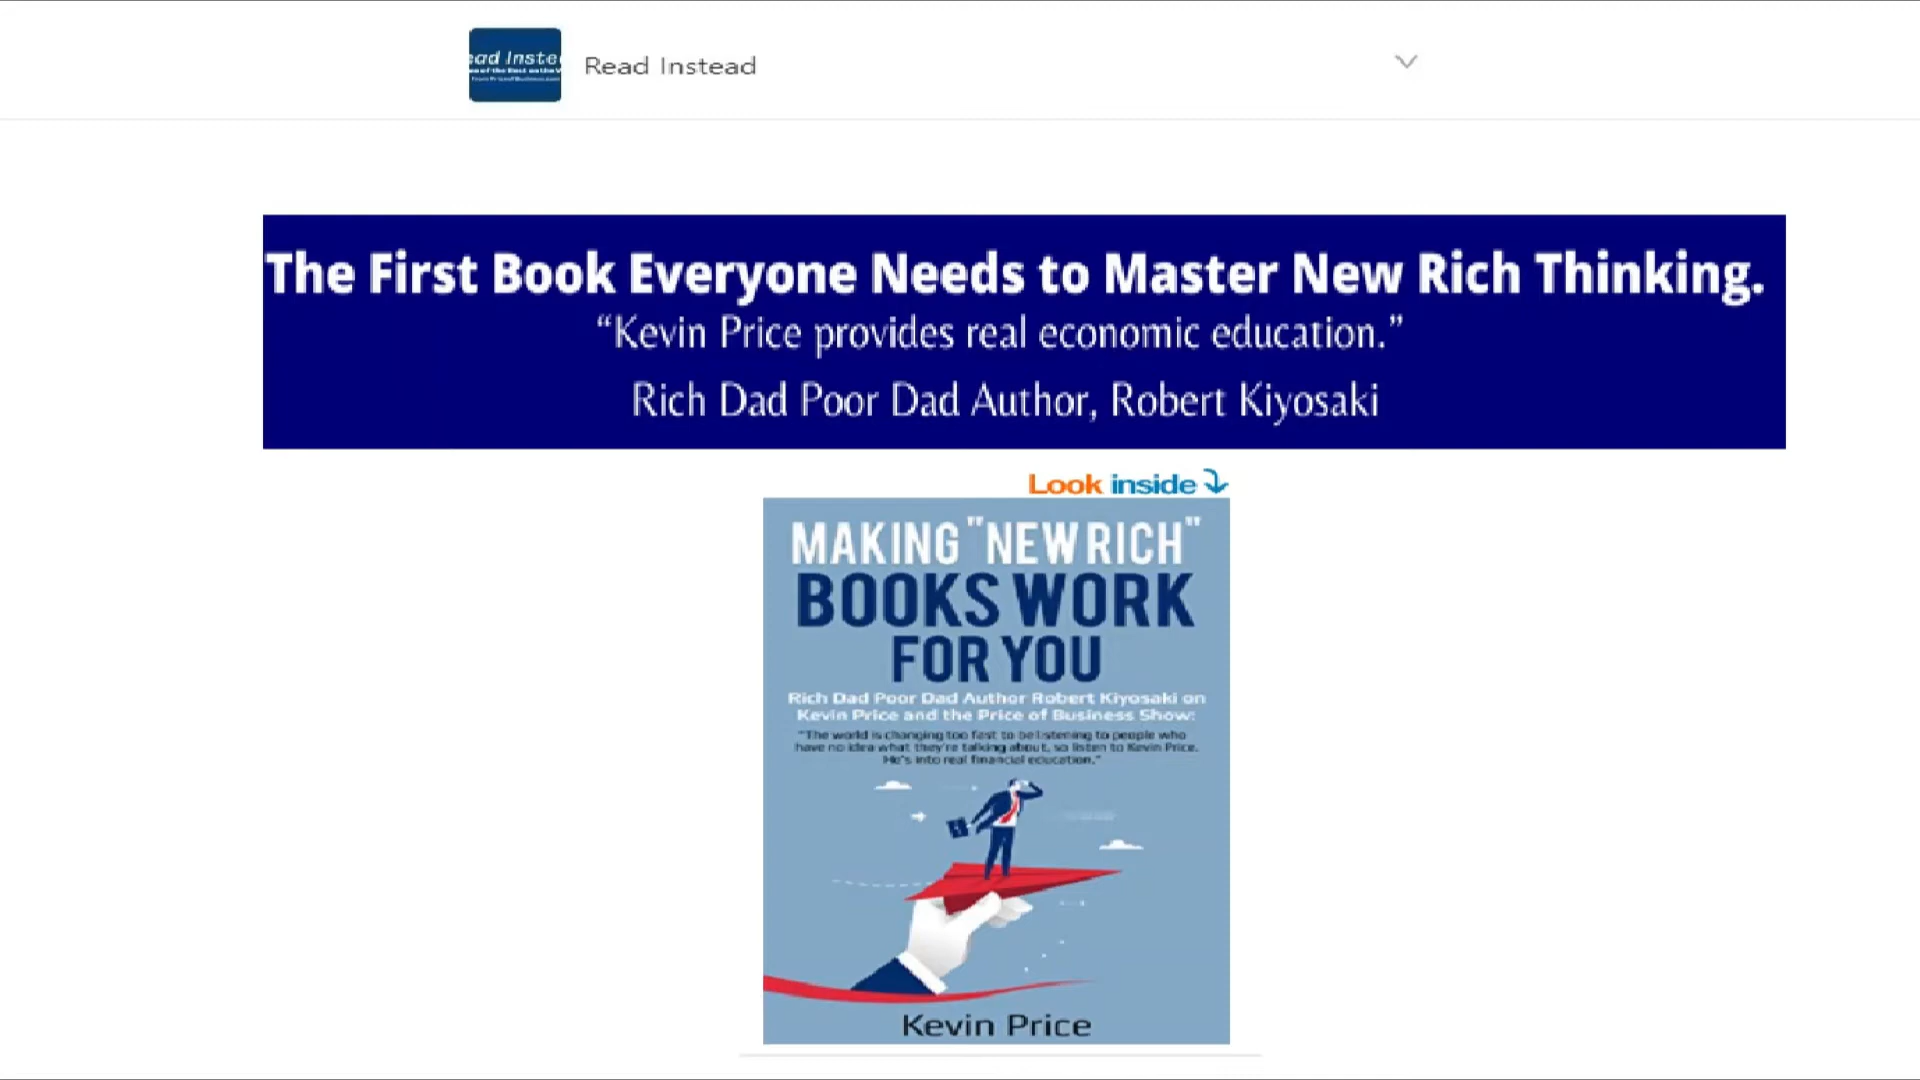 ead Inste
Read Instead
The First Book Everyone Needs to Master New Rich Thinking.
“Kevin Price provides real economic education.”
Rich Dad Poor Dad Author, Robert Kiyosaki
Look inside
MAKING "NEW RICH"
BOOKS WORK
FOR YOU
Rich Dad Poor Dad Author Robert Kiyosaki on
Kevin Price and the Price of Business Show:
"The world is changing too fast to be listening to people who
have no idea what they're talking about, so listen to Kevin Price.
He's into real financial education."
Kevin Price